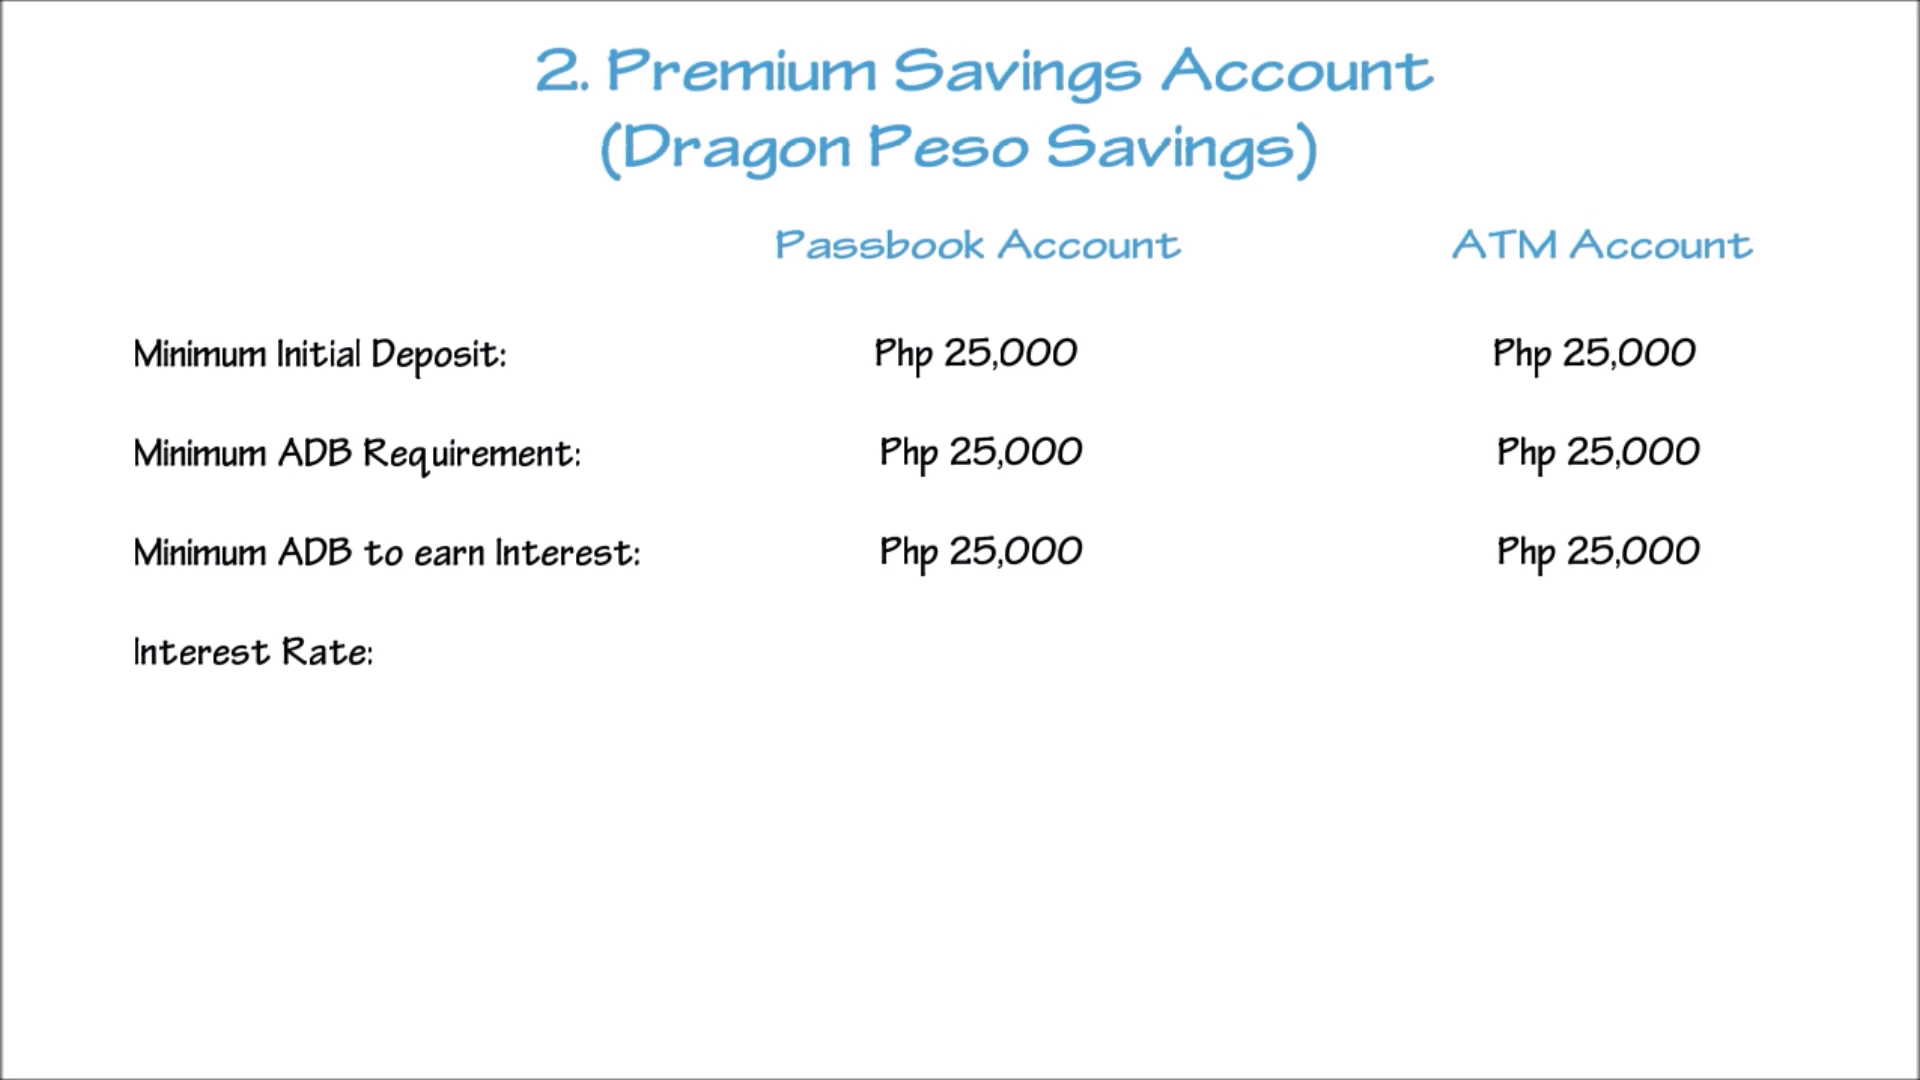 2. Premium Savings Account
(Dragon Peso Savings)
Passbook Account ATM Account
Minimum Initial Deposit: Php 25,000 Php 25,000
Minimum ADB Requirement: Php 25,000 Php 25,000
Minimum ADB to earn Interest: Php 25,000 Php 25,000
Interest Rate: